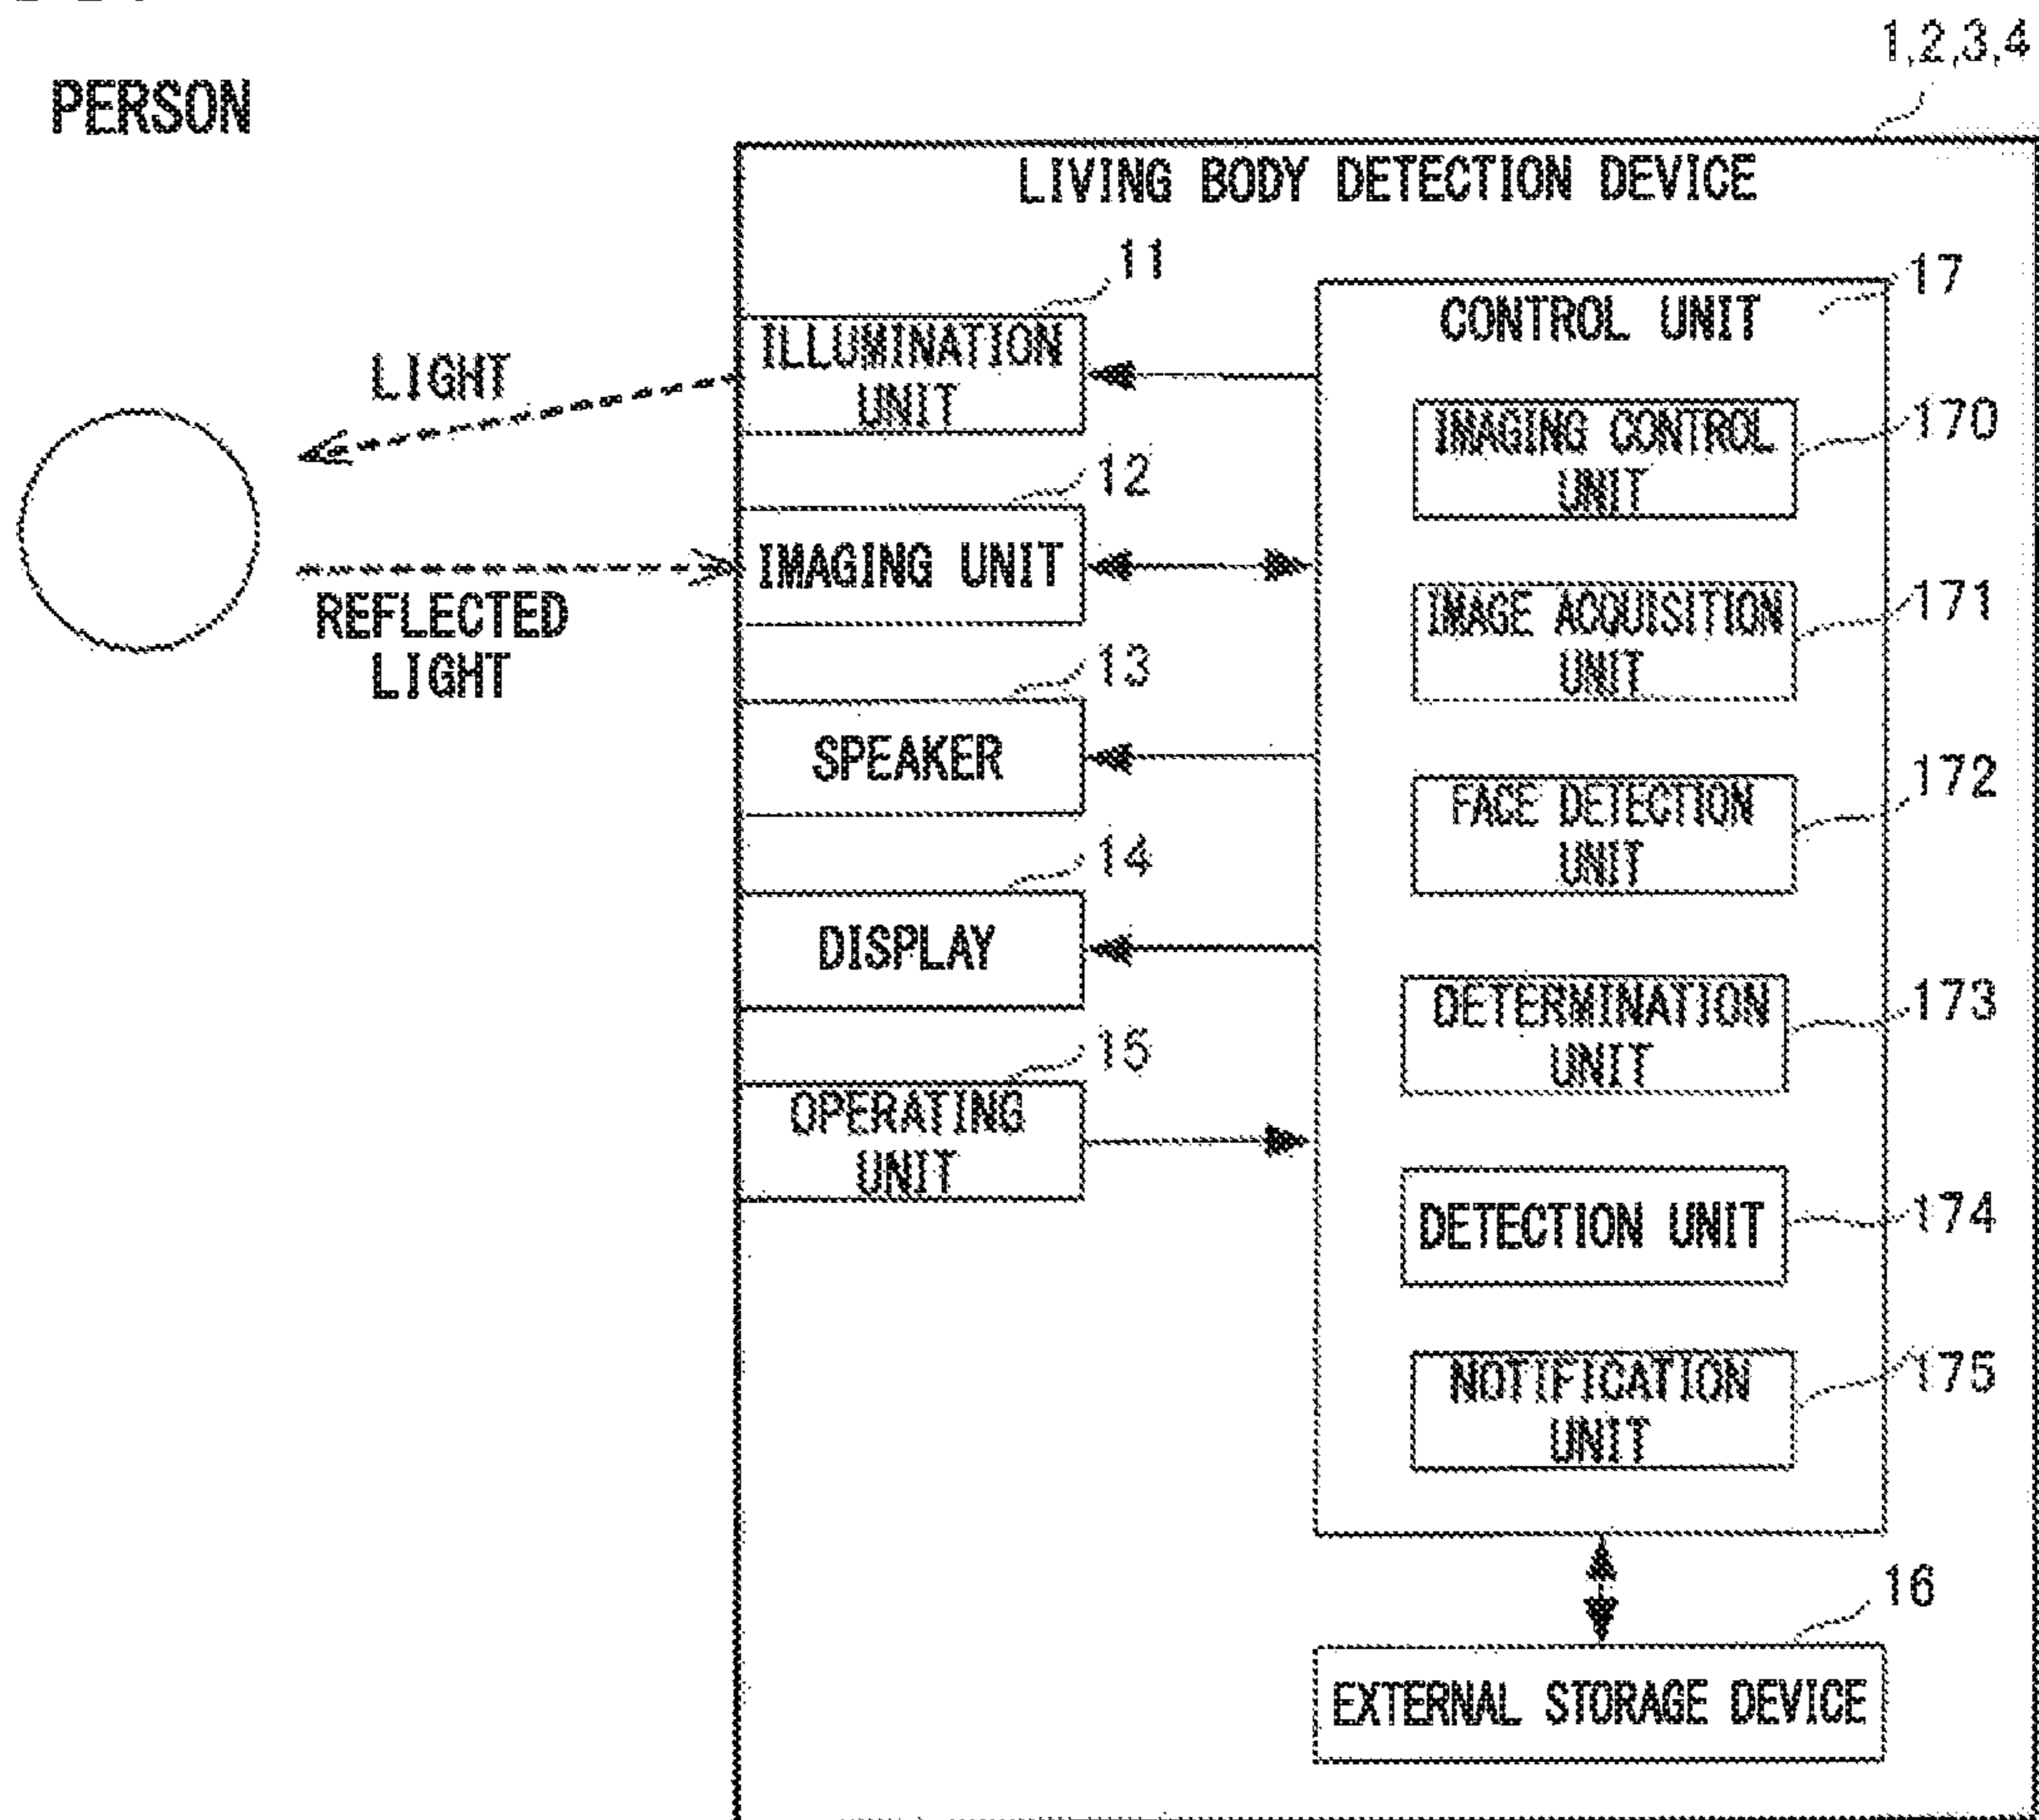 1,2,3,4
PERSON
LIVING BODY DETECTION DEVICE
11
ILLUMINATION
UNIT
LIGHT
12
IMAGING UNIT
REFLECTED
LIGHT
13
SPEAKER
14
DISPLAY
15
OPERATING
UNIT
17
CONTROL UNIT
170
IMAGING CONTROL
UNIT
171
IMAGE ACQUISITION
UNIT
172
FACE DETECTION
UNIT
173
DETERMINATION
UNIT
174
DETECTION UNIT
175
NOTIFICATION
UNIT
16
EXTERNAL STORAGE DEVICE